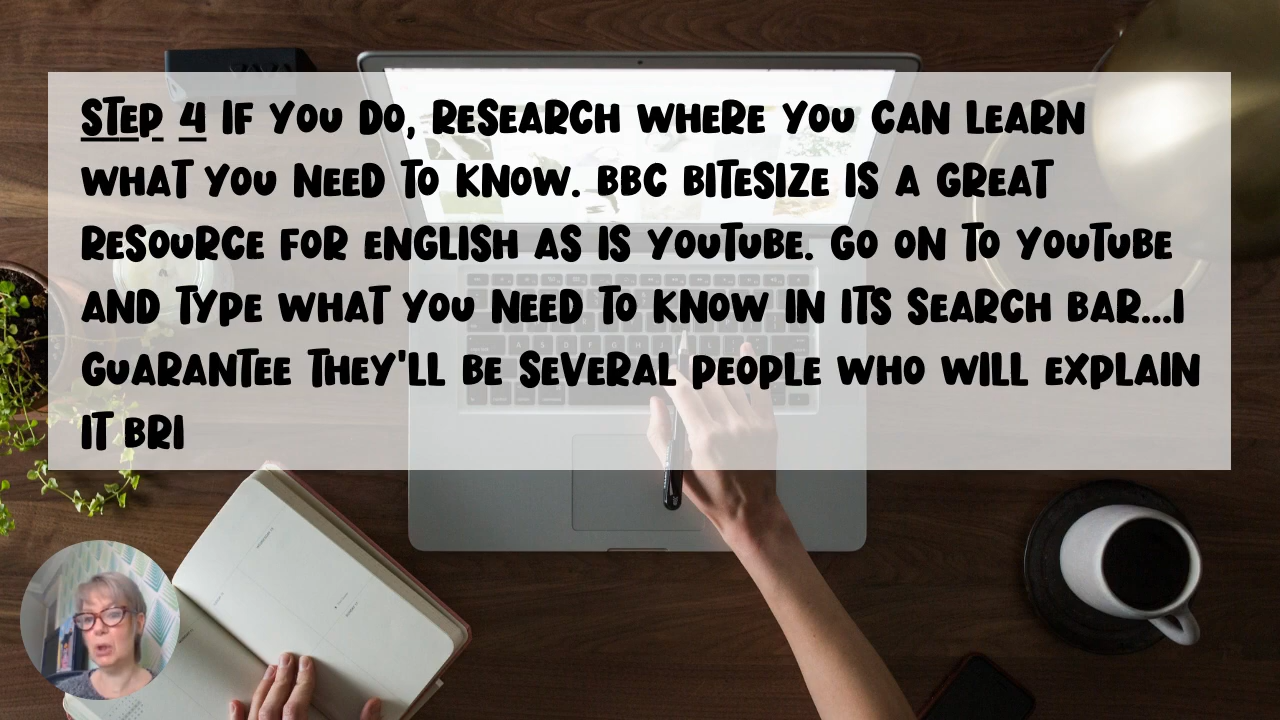 STEP 4 IF YOU DO, RESEARCH WHERE YOU CAN LEARN
WHAT YOU NEED TO KNOW. BBC BITESIZE IS A GREAT
RESOURCE FOR ENGLISH AS IS YOUTUBE. GO ON TO YOUTUBE
AND TYPE WHAT YOU NEED TO KNOW IN ITS SEARCH BAR...I
GUARANTEE THEY'LL BE SEVERAL PEOPLE WHO WILL EXPLAIN
IT BRI